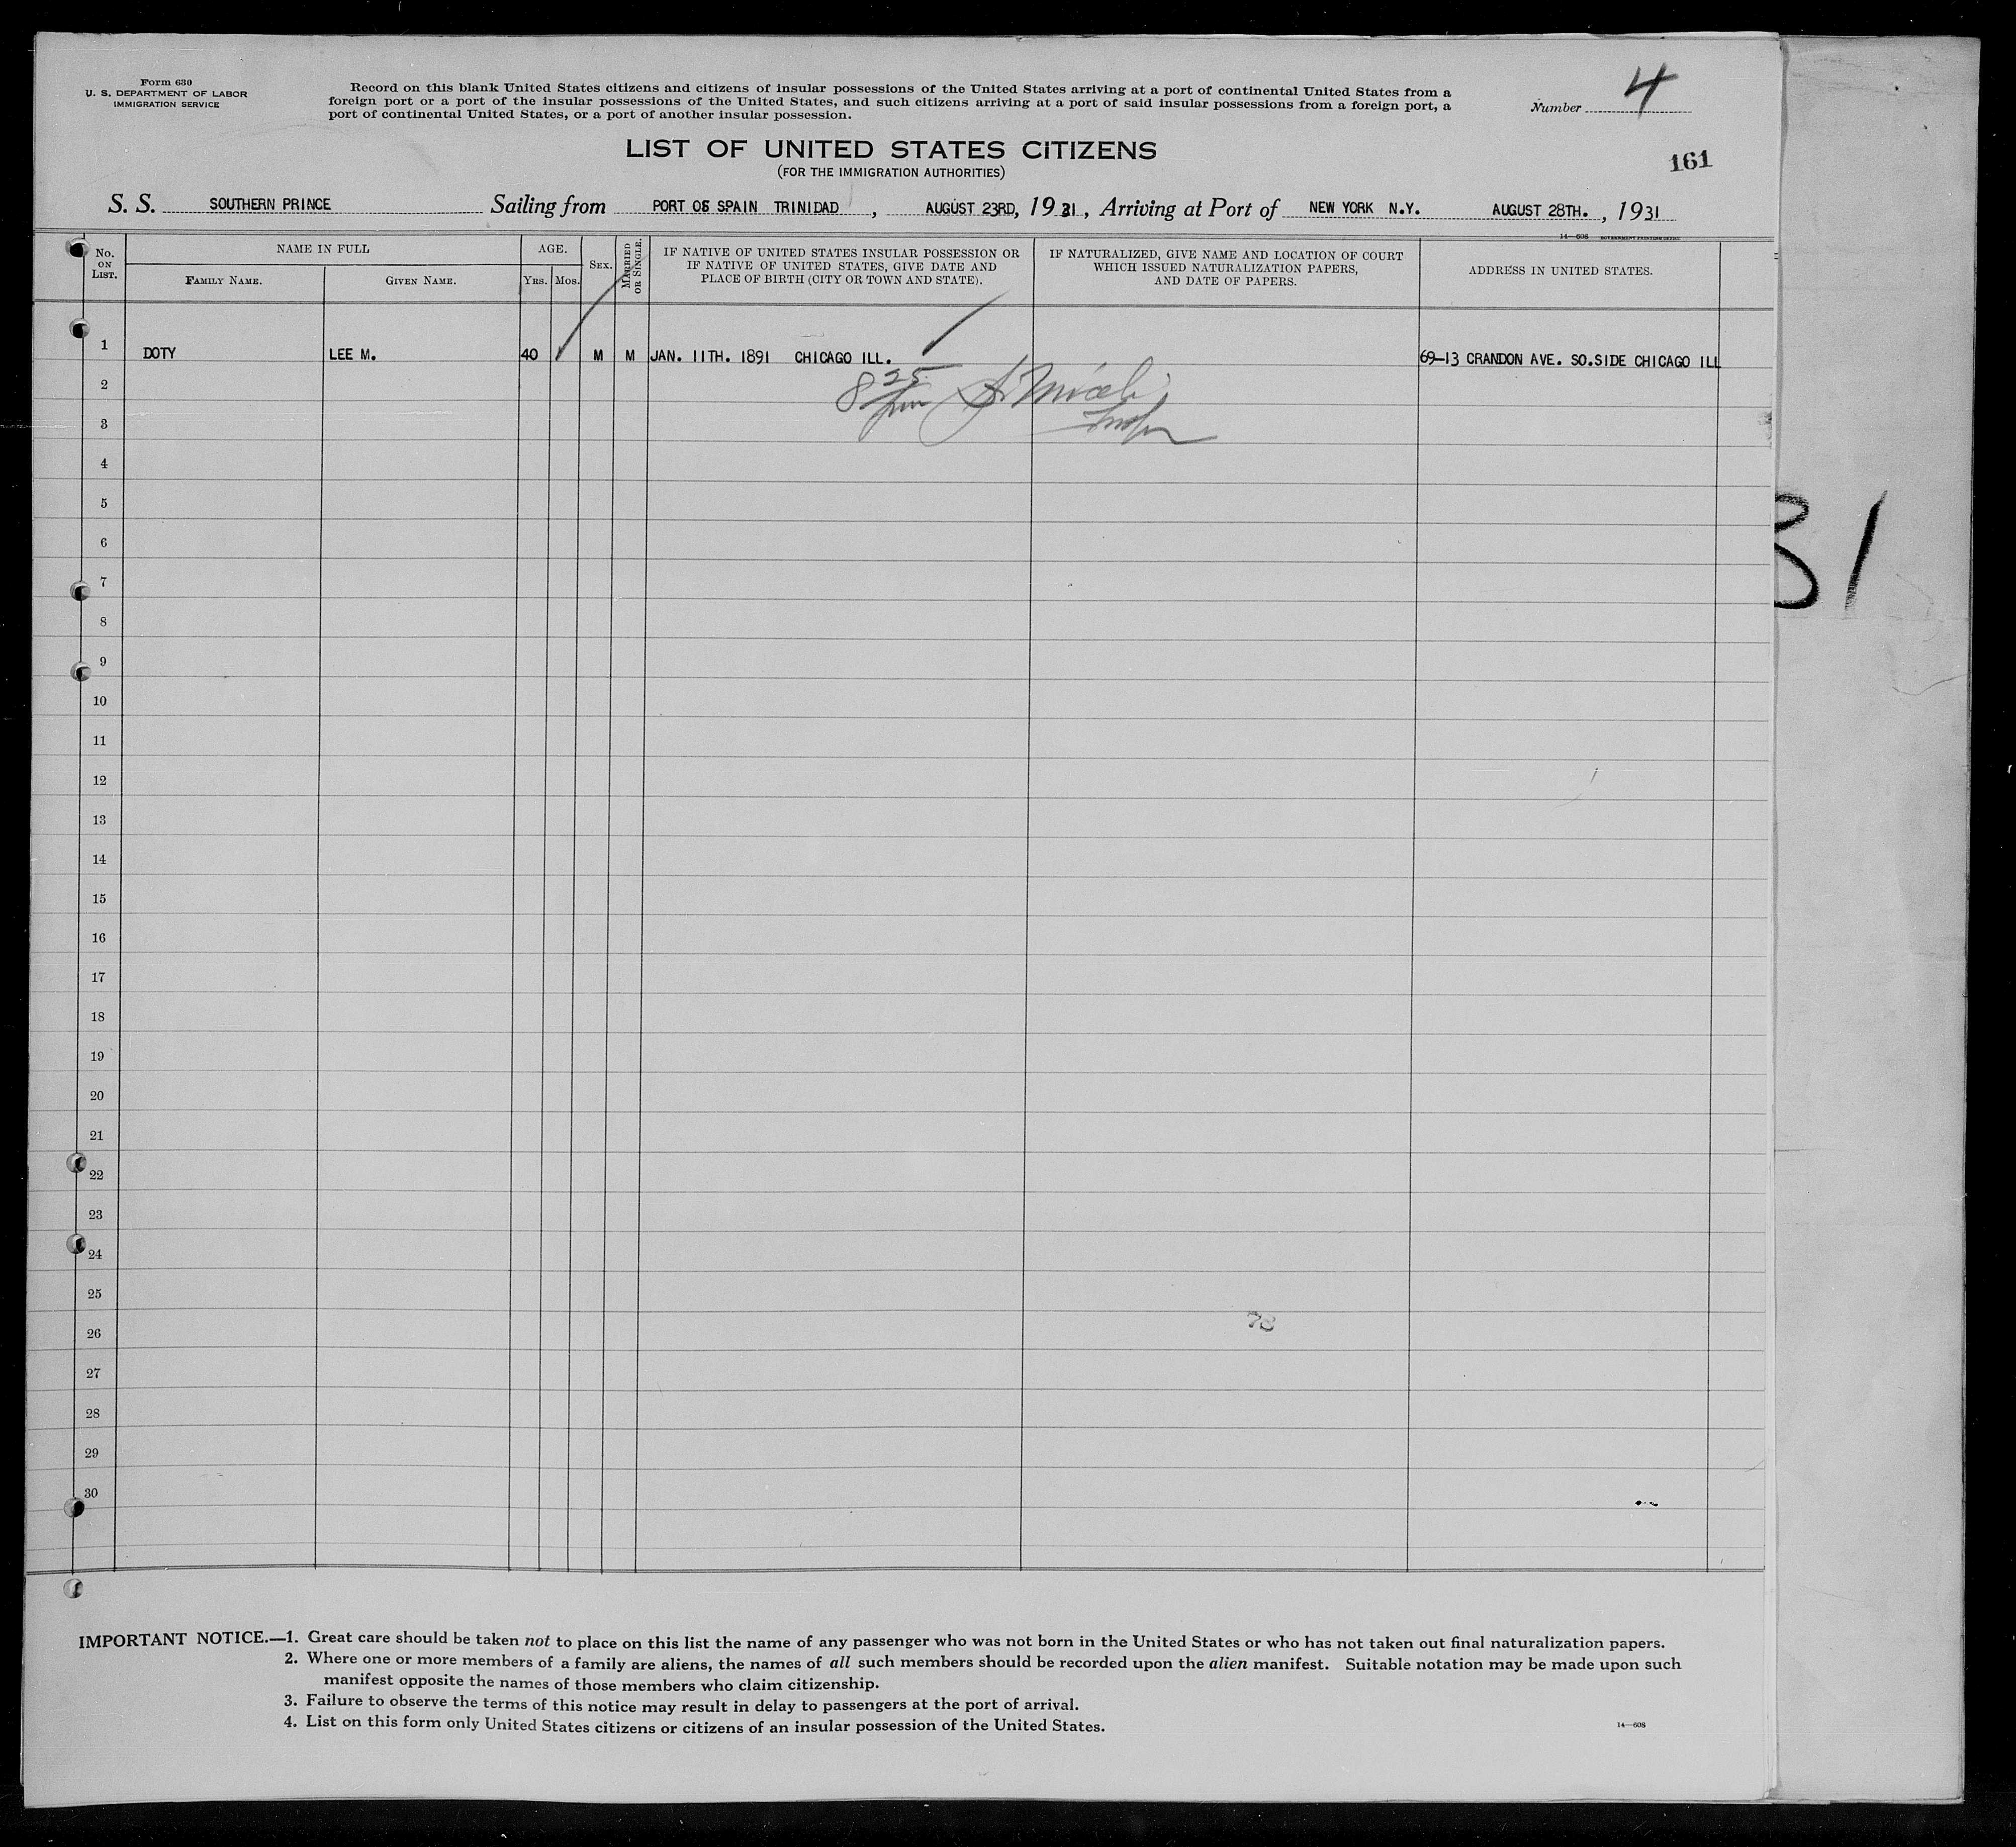 Form 630
U. S. DEPARTMENT OF LABOR
IMMIGRATION SERVICE
Record on this blank United States citizens and citizens of insular possessions of the United States arriving at a port of continental United States from a
foreign port or a port of the insular possessions of the United States, and such citizens arriving at a port of said insular possessions from a foreign port, a
port of continental United States, or a port of another insular possession.
Number 4
LIST OF UNITED STATES CITIZENS
(FOR THE IMMIGRATION AUTHORITIES)
161
S. S. SOUTHERN PRINCE Sailing from PORT OF SPAIN TRINIDAD, AUGUST 23RD, 1931, Arriving at Port of NEW YORK N.Y. AUGUST 28TH., 1931
14—608 GOVERNMENT PRINTING OFFICE
No. ON LIST.
NAME IN FULL
FAMILY NAME. GIVEN NAME.
AGE.
YRS. MOS.
SEX.
MARRIED OR SINGLE.
IF NATIVE OF UNITED STATES INSULAR POSSESSION OR
IF NATIVE OF UNITED STATES, GIVE DATE AND
PLACE OF BIRTH (CITY OR TOWN AND STATE).
IF NATURALIZED, GIVE NAME AND LOCATION OF COURT
WHICH ISSUED NATURALIZATION PAPERS,
AND DATE OF PAPERS.
ADDRESS IN UNITED STATES.
1 DOTY LEE M. 40 M M JAN. 11TH. 1891 CHICAGO ILL. 69-13 CRANDON AVE. SO.SIDE CHICAGO ILL
8 25
2
3
4
5
6
31
7
8
9
10
11
12
13
14
15
16
17
18
19
20
21
22
23
24
25
26
73
27
28
29
30
IMPORTANT NOTICE.—1. Great care should be taken not to place on this list the name of any passenger who was not born in the United States or who has not taken out final naturalization papers.
2. Where one or more members of a family are aliens, the names of all such members should be recorded upon the alien manifest. Suitable notation may be made upon such
manifest opposite the names of those members who claim citizenship.
3. Failure to observe the terms of this notice may result in delay to passengers at the port of arrival.
4. List on this form only United States citizens or citizens of an insular possession of the United States.
14—608